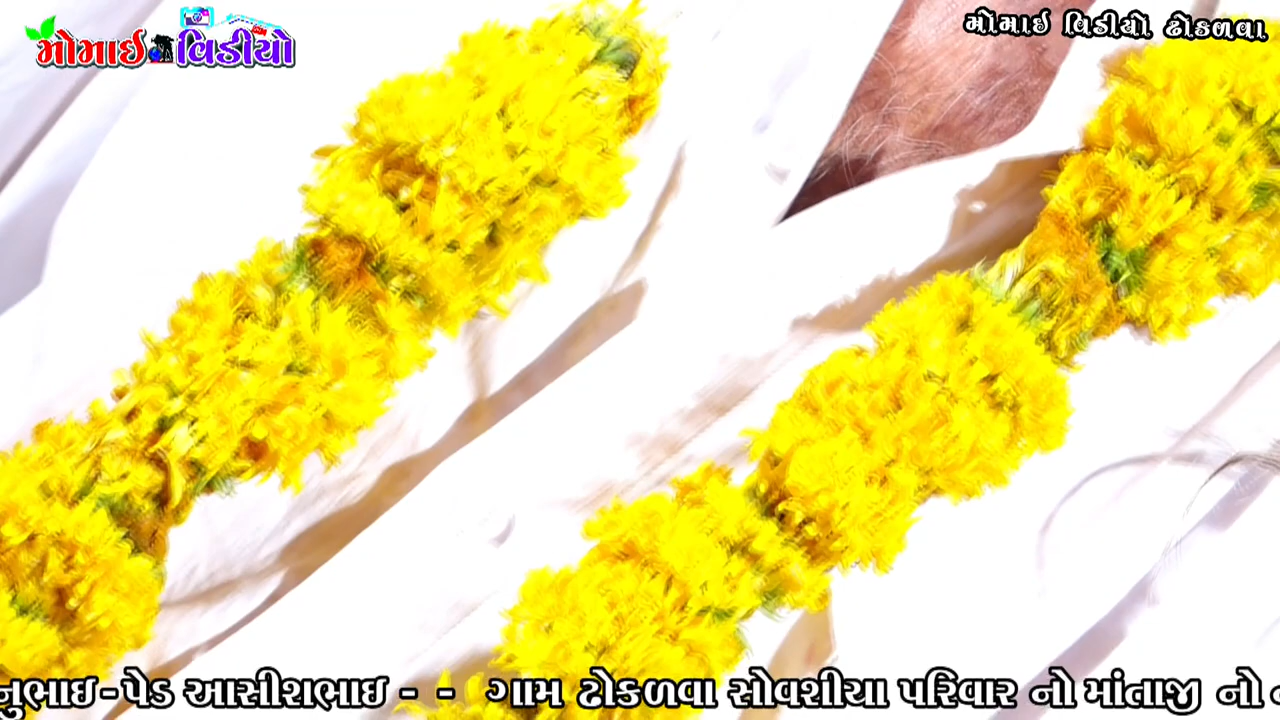 મોમાઈ વિડીયો
મોમાઈ વિડીયો ઢોકળવા
નુભાઇ-પેડ આસીશભાઇ - - ગામ ઢોકળવા સોવશીયા પરિવાર નો માંતાજી નો